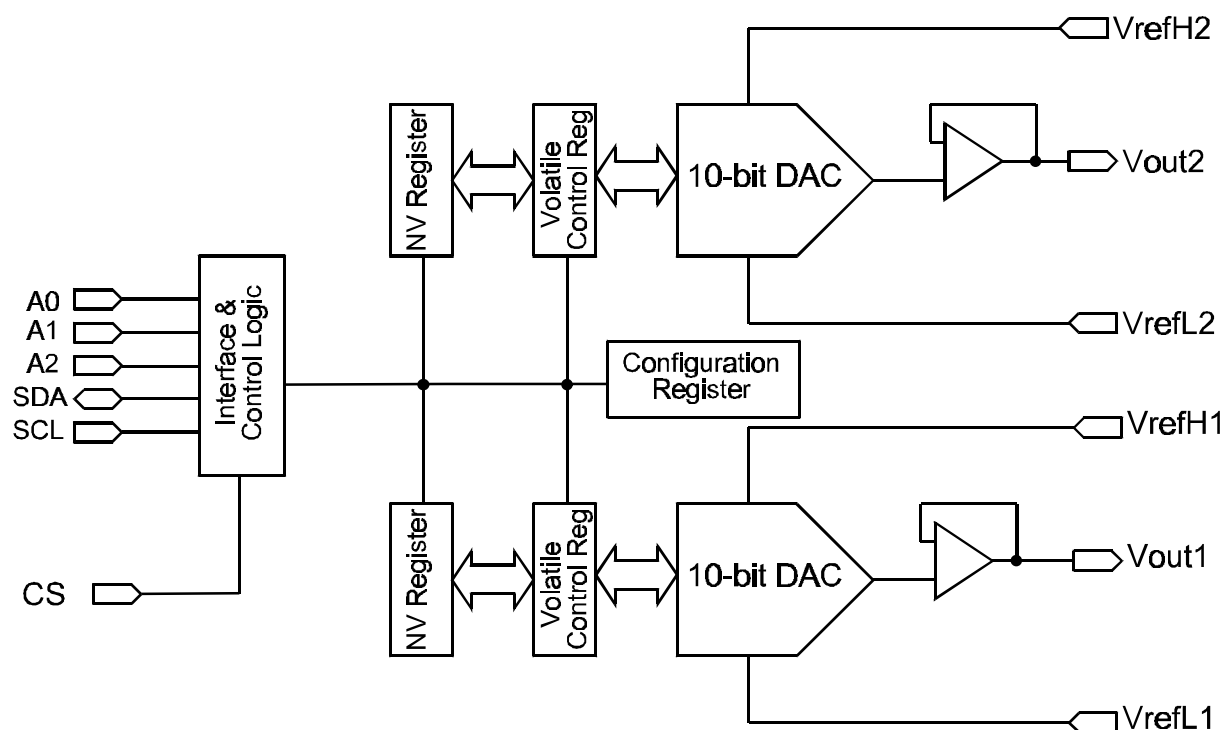 VrefH2
NV Register
Volatile
Control Reg
10-bit DAC
Vout2
VrefL2
A0
A1
A2
SDA
SCL
Interface &
Control Logic
Configuration
Register
CS
VrefH1
NV Register
Volatile
Control Reg
10-bit DAC
Vout1
VrefL1